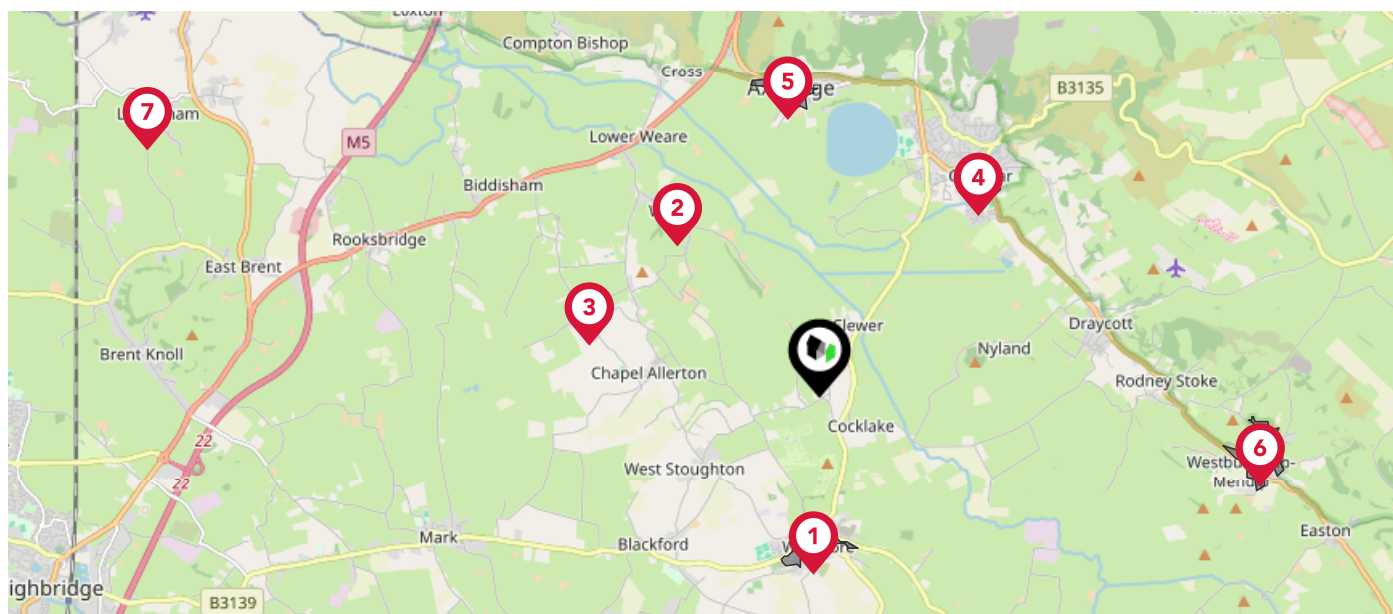 Compton Bishop
Cross
5
B3135
7
M5
Lower Weare
4
Biddisham
2
Rooksbridge
East Brent
3
Clewer
Draycott
Nyland
Brent Knoll
Chapel Allerton
Rodney Stoke
Cocklake
22
6
West Stoughton
22
Easton
1
Mark
Blackford
ighbridge
B3139